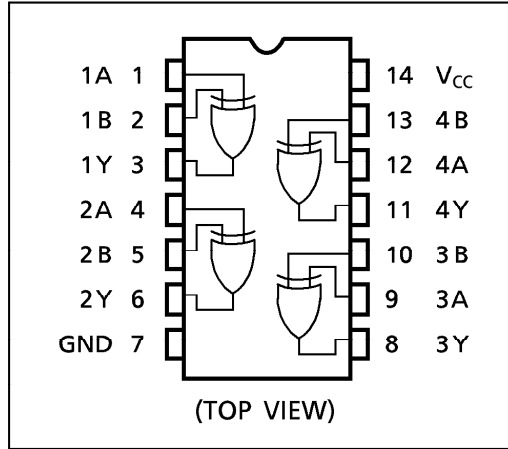 1A 1 14 VCC
1B 2 13 4B
1Y 3 12 4A
2A 4 11 4Y
2B 5 10 3B
2Y 6 9 3A
GND 7 8 3Y
(TOP VIEW)